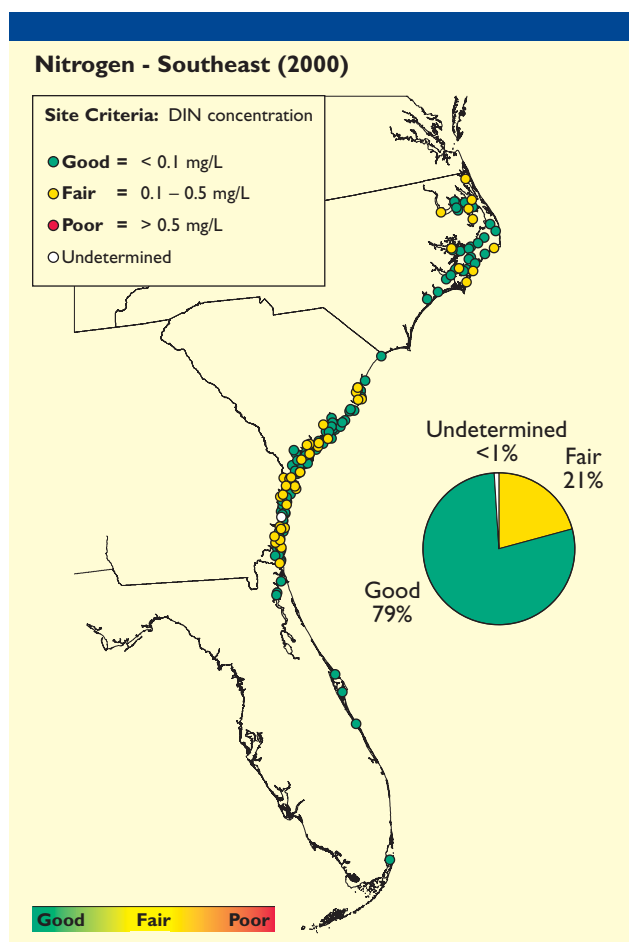 Nitrogen - Southeast (2000)
Site Criteria: DIN concentration
Good = < 0.1 mg/L
Fair = 0.1 – 0.5 mg/L
Poor = > 0.5 mg/L
Undetermined
Undetermined
<1%
Fair
21%
Good
79%
Good Fair Poor